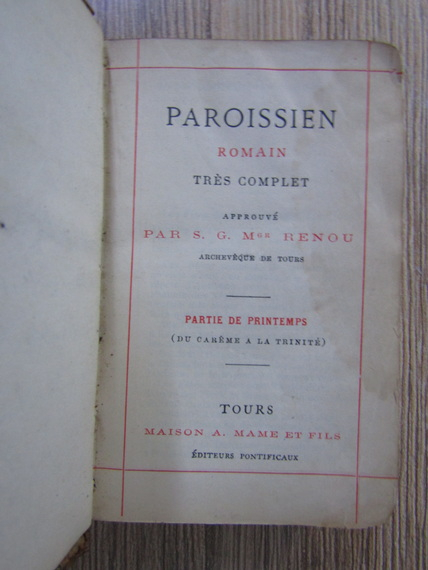 PAROISSIEN
ROMAIN
TRÈS COMPLET
APPROUVÉ
PAR S. G. MGR RENOU
ARCHEVÊQUE DE TOURS
PARTIE DE PRINTEMPS
(DU CARÊME A LA TRINITÉ)
TOURS
MAISON A. MAME ET FILS
ÉDITEURS PONTIFICAUX